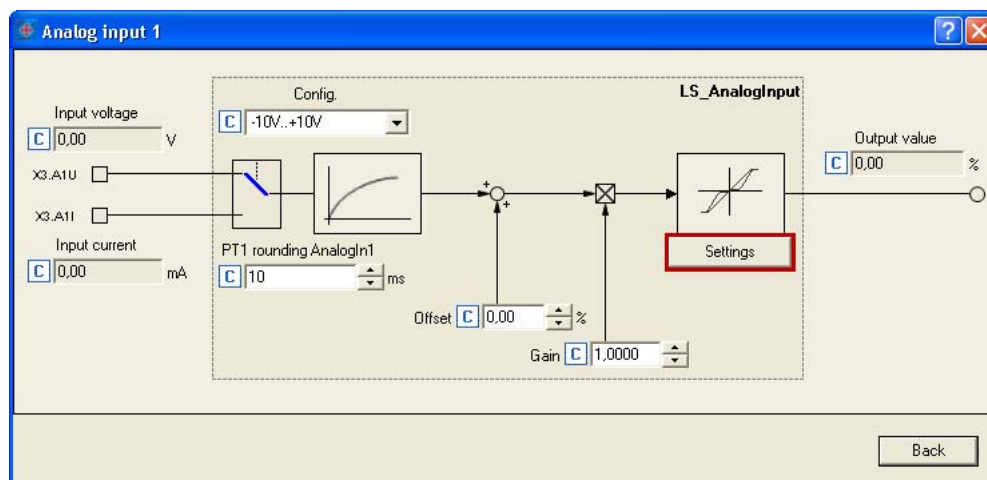 Analog input 1
Config.
LS_AnalogInput
Input voltage
C 0,00 V
C -10V..+10V
Output value
C 0,00 %
X3.A1U
X3.A1I
Input current
C 0,00 mA
PT1 rounding AnalogIn1
C 10 ms
Settings
+
+
Offset C 0,00 %
Gain C 1,0000
Back